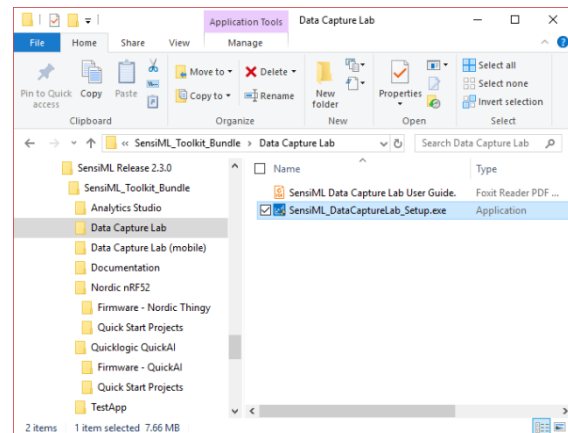 Application Tools
Data Capture Lab
File
Home
Share
View
Manage
Pin to Quick access
Copy
Paste
Move to
Copy to
Delete
Rename
New folder
Properties
Select all
Select none
Invert selection
Clipboard
Organize
New
Open
Select
« SensiML_Toolkit_Bundle > Data Capture Lab
Search Data Capture Lab
SensiML Release 2.3.0
SensiML_Toolkit_Bundle
Analytics Studio
Data Capture Lab
Data Capture Lab (mobile)
Documentation
Nordic nRF52
Firmware - Nordic Thingy
Quick Start Projects
Quicklogic QuickAI
Firmware - QuickAI
Quick Start Projects
TestApp
Name
Type
SensiML Data Capture Lab User Guide.
Foxit Reader PDF ...
SensiML_DataCaptureLab_Setup.exe
Application
2 items
1 item selected 7.66 MB